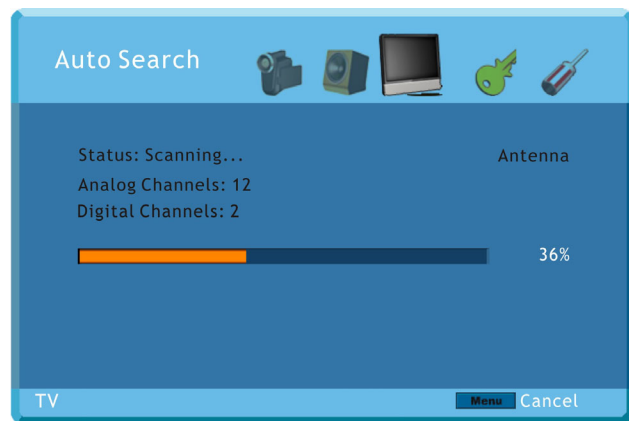 Auto Search
Status: Scanning... Antenna
Analog Channels: 12
Digital Channels: 2
36%
TV Menu Cancel